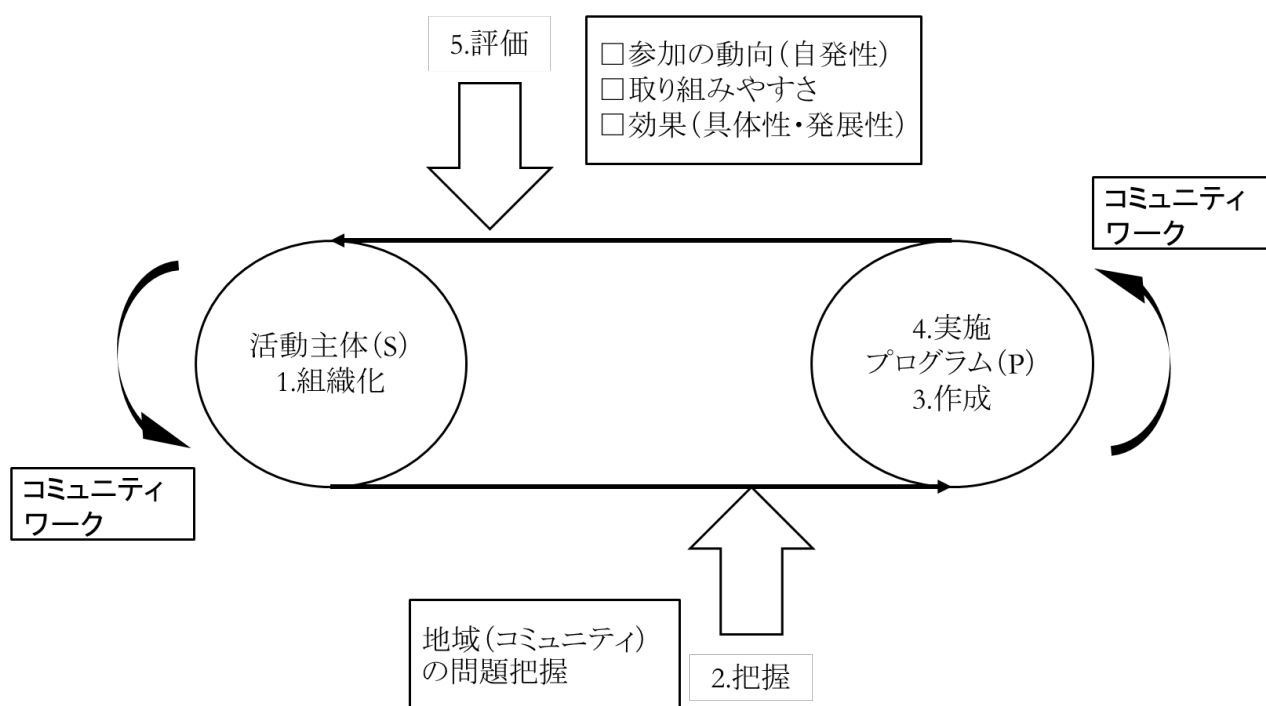 5.評価
□参加の動向(自発性)
□取り組みやすさ
□効果(具体性・発展性)
コミュニティ
ワーク
活動主体(S)
1.組織化
4.実施
プログラム(P)
3.作成
コミュニティ
ワーク
地域(コミュニティ)
の問題把握
2.把握